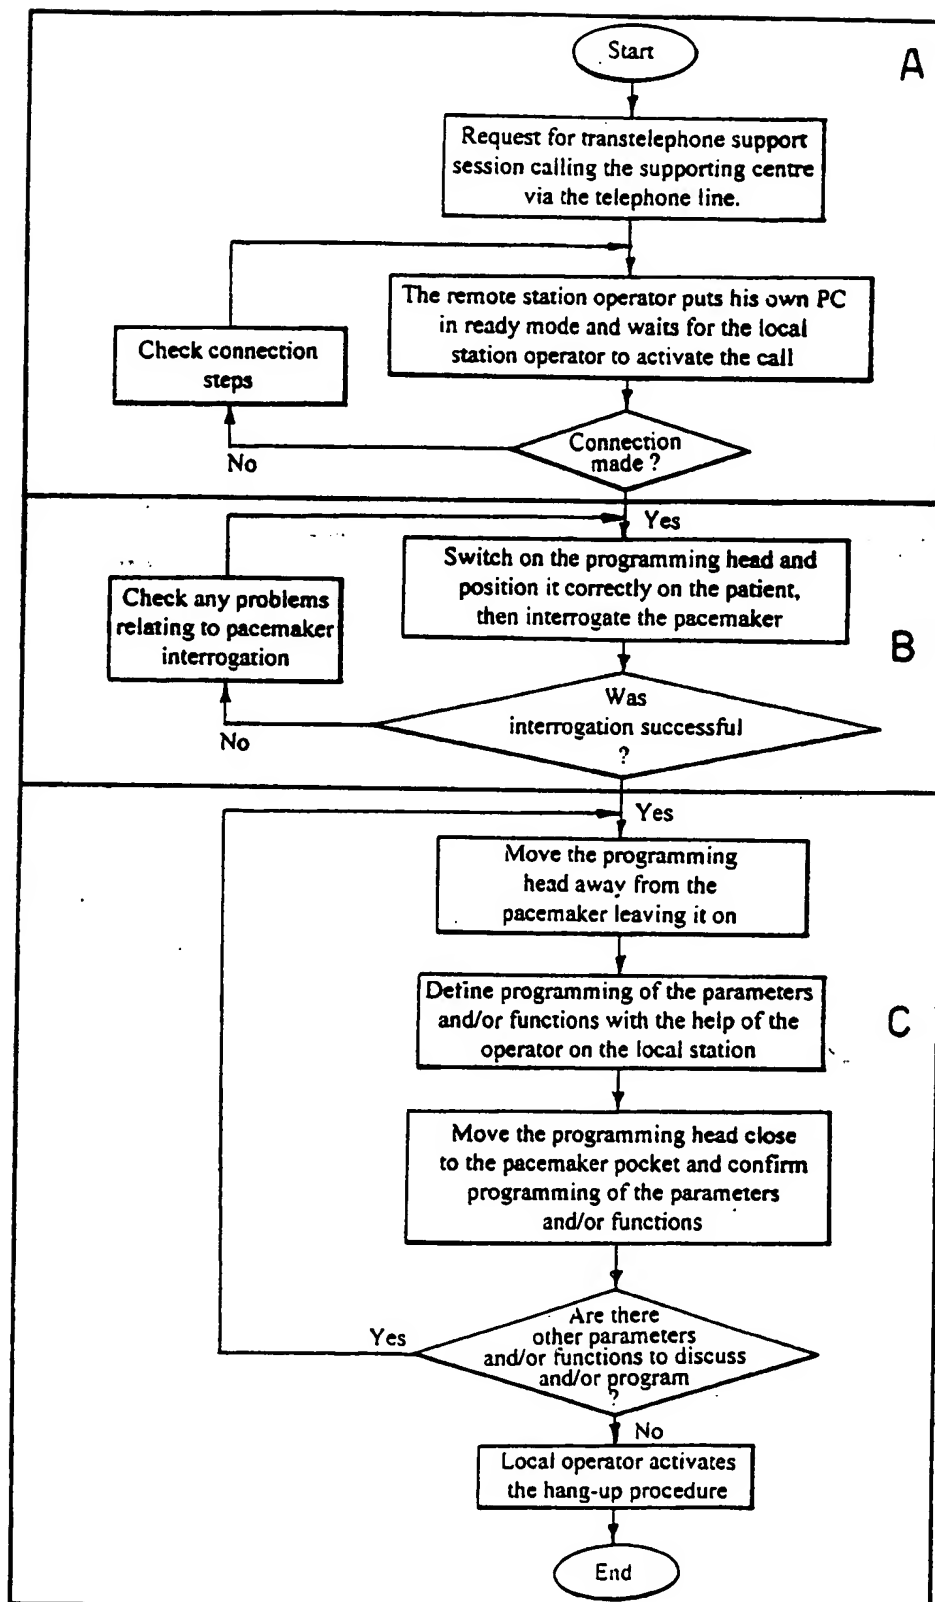 Start
A
Request for transtelephone support
session calling the supporting centre
via the telephone line.
The remote station operator puts his own PC
in ready mode and waits for the local
station operator to activate the call
Check connection
steps
Connection
made ?
No
Yes
Switch on the programming head and
position it correctly on the patient,
then interrogate the pacemaker
Check any problems
relating to pacemaker
interrogation
B
Was
interrogation successful
?
No
Yes
Move the programming
head away from the
pacemaker leaving it on
Define programming of the parameters
and/or functions with the help of the
operator on the local station
C
Move the programming head close
to the pacemaker pocket and confirm
programming of the parameters
and/or functions
Are there
other parameters
and/or functions to discuss
and/or program
?
Yes
No
Local operator activates
the hang-up procedure
End